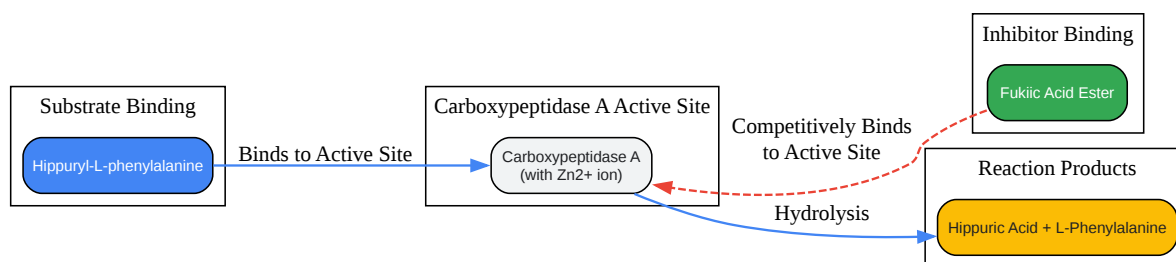 Substrate Binding
Hippuryl-L-phenylalanine
Binds to Active Site
Carboxypeptidase A Active Site
Carboxypeptidase A
(with Zn2+ ion)
Competitively Binds
to Active Site
Inhibitor Binding
Fukiic Acid Ester
Hydrolysis
Reaction Products
Hippuric Acid + L-Phenylalanine